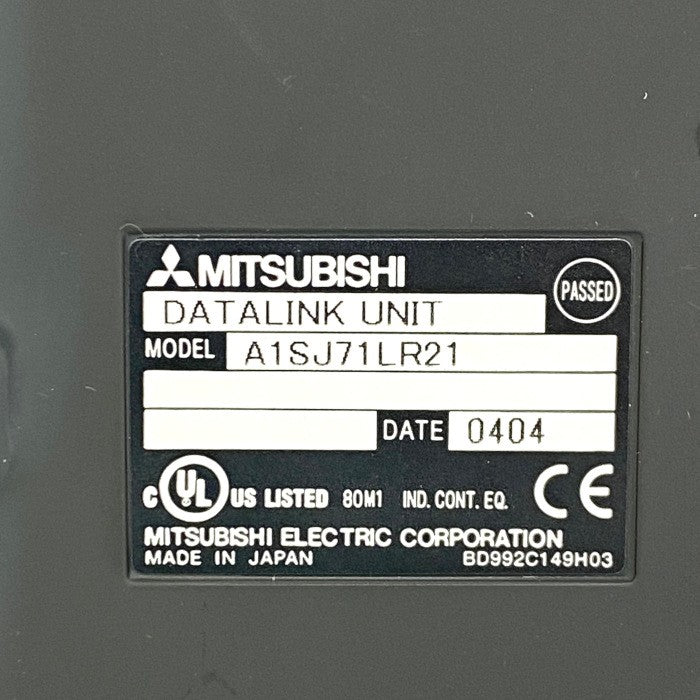 MITSUBISHI
PASSED
DATALINK UNIT
MODEL A1SJ71LR21
DATE 0404
C UL US LISTED 80M1 IND. CONT. EQ. CE
MITSUBISHI ELECTRIC CORPORATION
MADE IN JAPAN BD992C149H03